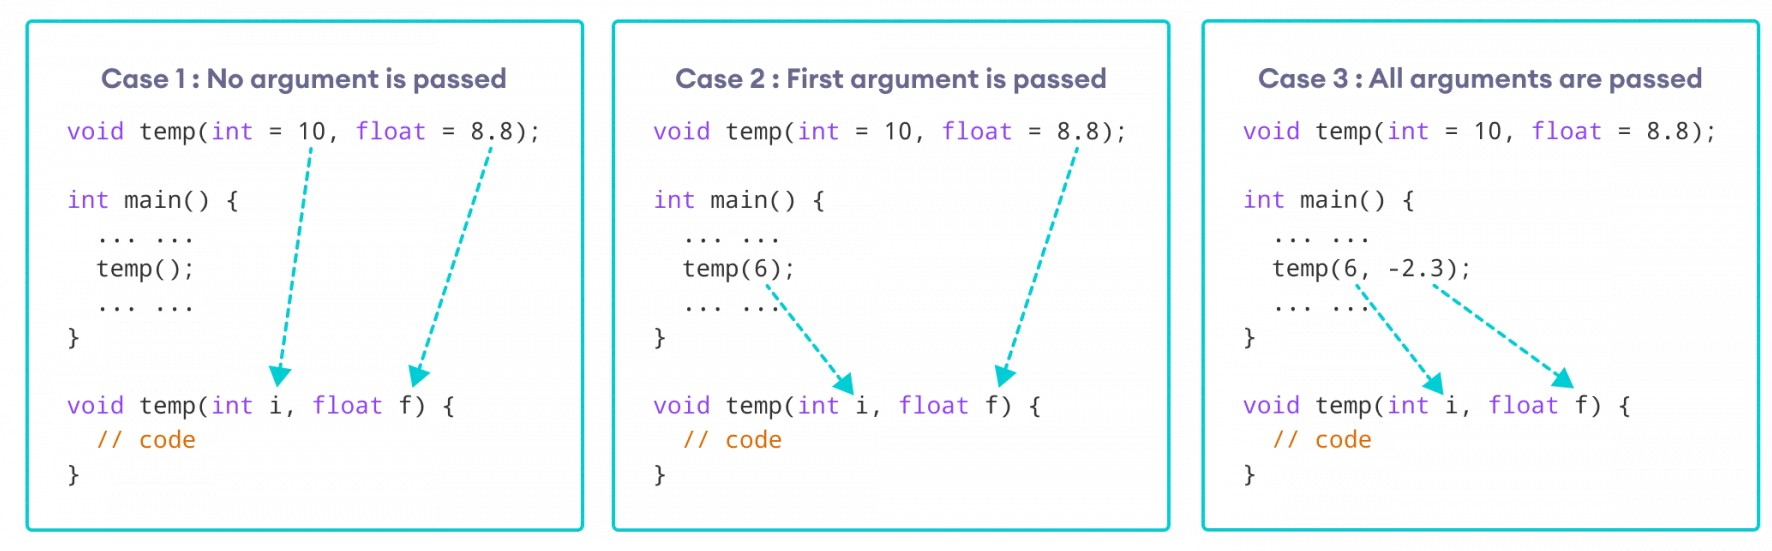 Case 1 : No argument is passed
void temp(int = 10, float = 8.8);
int main() {
... ...
temp();
... ...
}
void temp(int i, float f) {
// code
}
Case 2 : First argument is passed
void temp(int = 10, float = 8.8);
int main() {
... ...
temp(6);
... ...
}
void temp(int i, float f) {
// code
}
Case 3 : All arguments are passed
void temp(int = 10, float = 8.8);
int main() {
... ...
temp(6, -2.3);
... ...
}
void temp(int i, float f) {
// code
}